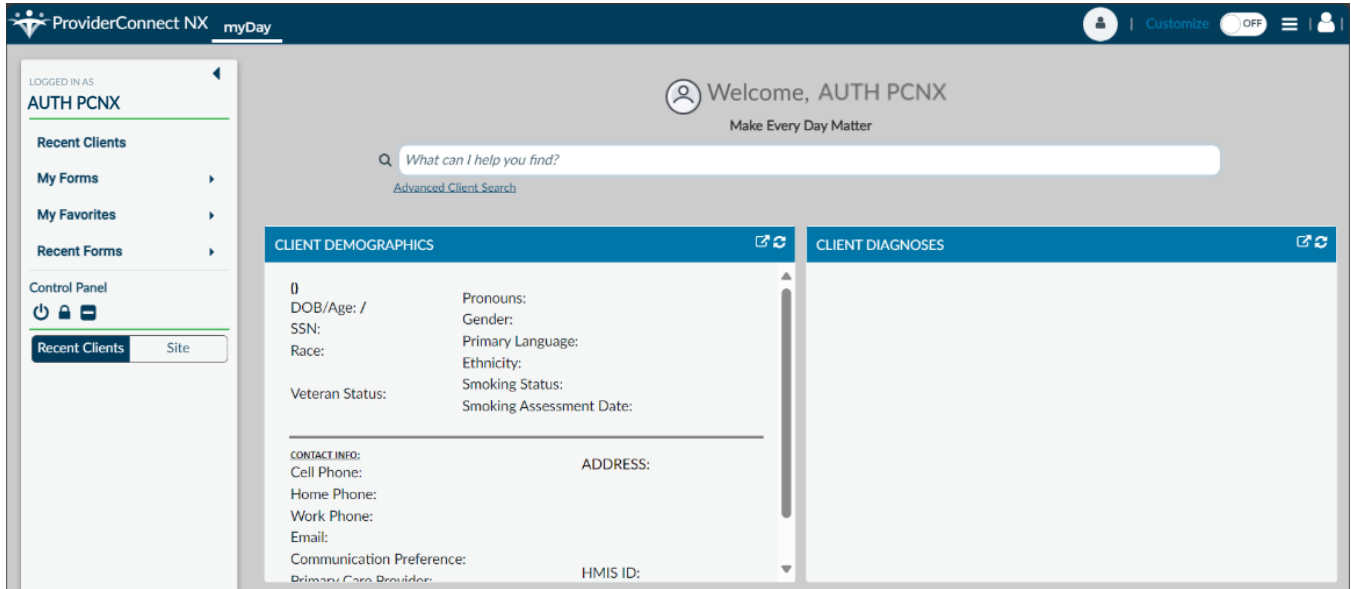 ProviderConnect NX myDay
| Customize OFF | |
LOGGED IN AS
AUTH PCNX
Recent Clients
My Forms
My Favorites
Recent Forms
Control Panel
Recent Clients Site
Welcome, AUTH PCNX
Make Every Day Matter
What can I help you find?
Advanced Client Search
CLIENT DEMOGRAPHICS
()
DOB/Age: /
SSN:
Race:
Veteran Status:
Pronouns:
Gender:
Primary Language:
Ethnicity:
Smoking Status:
Smoking Assessment Date:
CONTACT INFO:
Cell Phone:
Home Phone:
Work Phone:
Email:
Communication Preference:
Primary Care Provider:
ADDRESS:
HMIS ID:
CLIENT DIAGNOSES